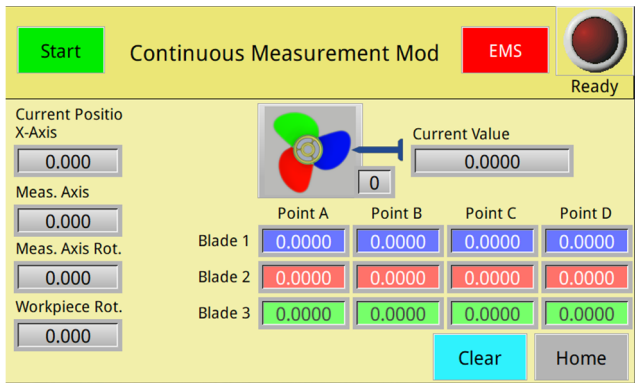 Start
Continuous Measurement Mod
EMS
Ready
Current Positio
X-Axis
0.000
Meas. Axis
0.000
Meas. Axis Rot.
0.000
Workpiece Rot.
0.000
0
Current Value
0.0000
Point A Point B Point C Point D
Blade 1 0.0000 0.0000 0.0000 0.0000
Blade 2 0.0000 0.0000 0.0000 0.0000
Blade 3 0.0000 0.0000 0.0000 0.0000
Clear
Home